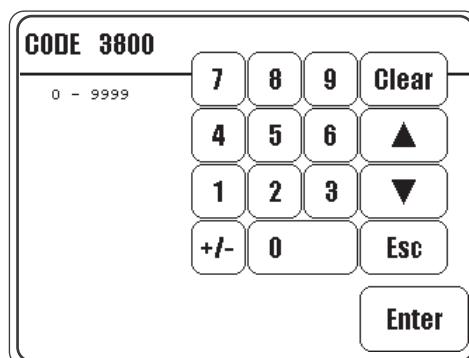 CODE 3800
0 - 9999
7 8 9 Clear
4 5 6 ▲
1 2 3 ▼
+/- 0 Esc
Enter